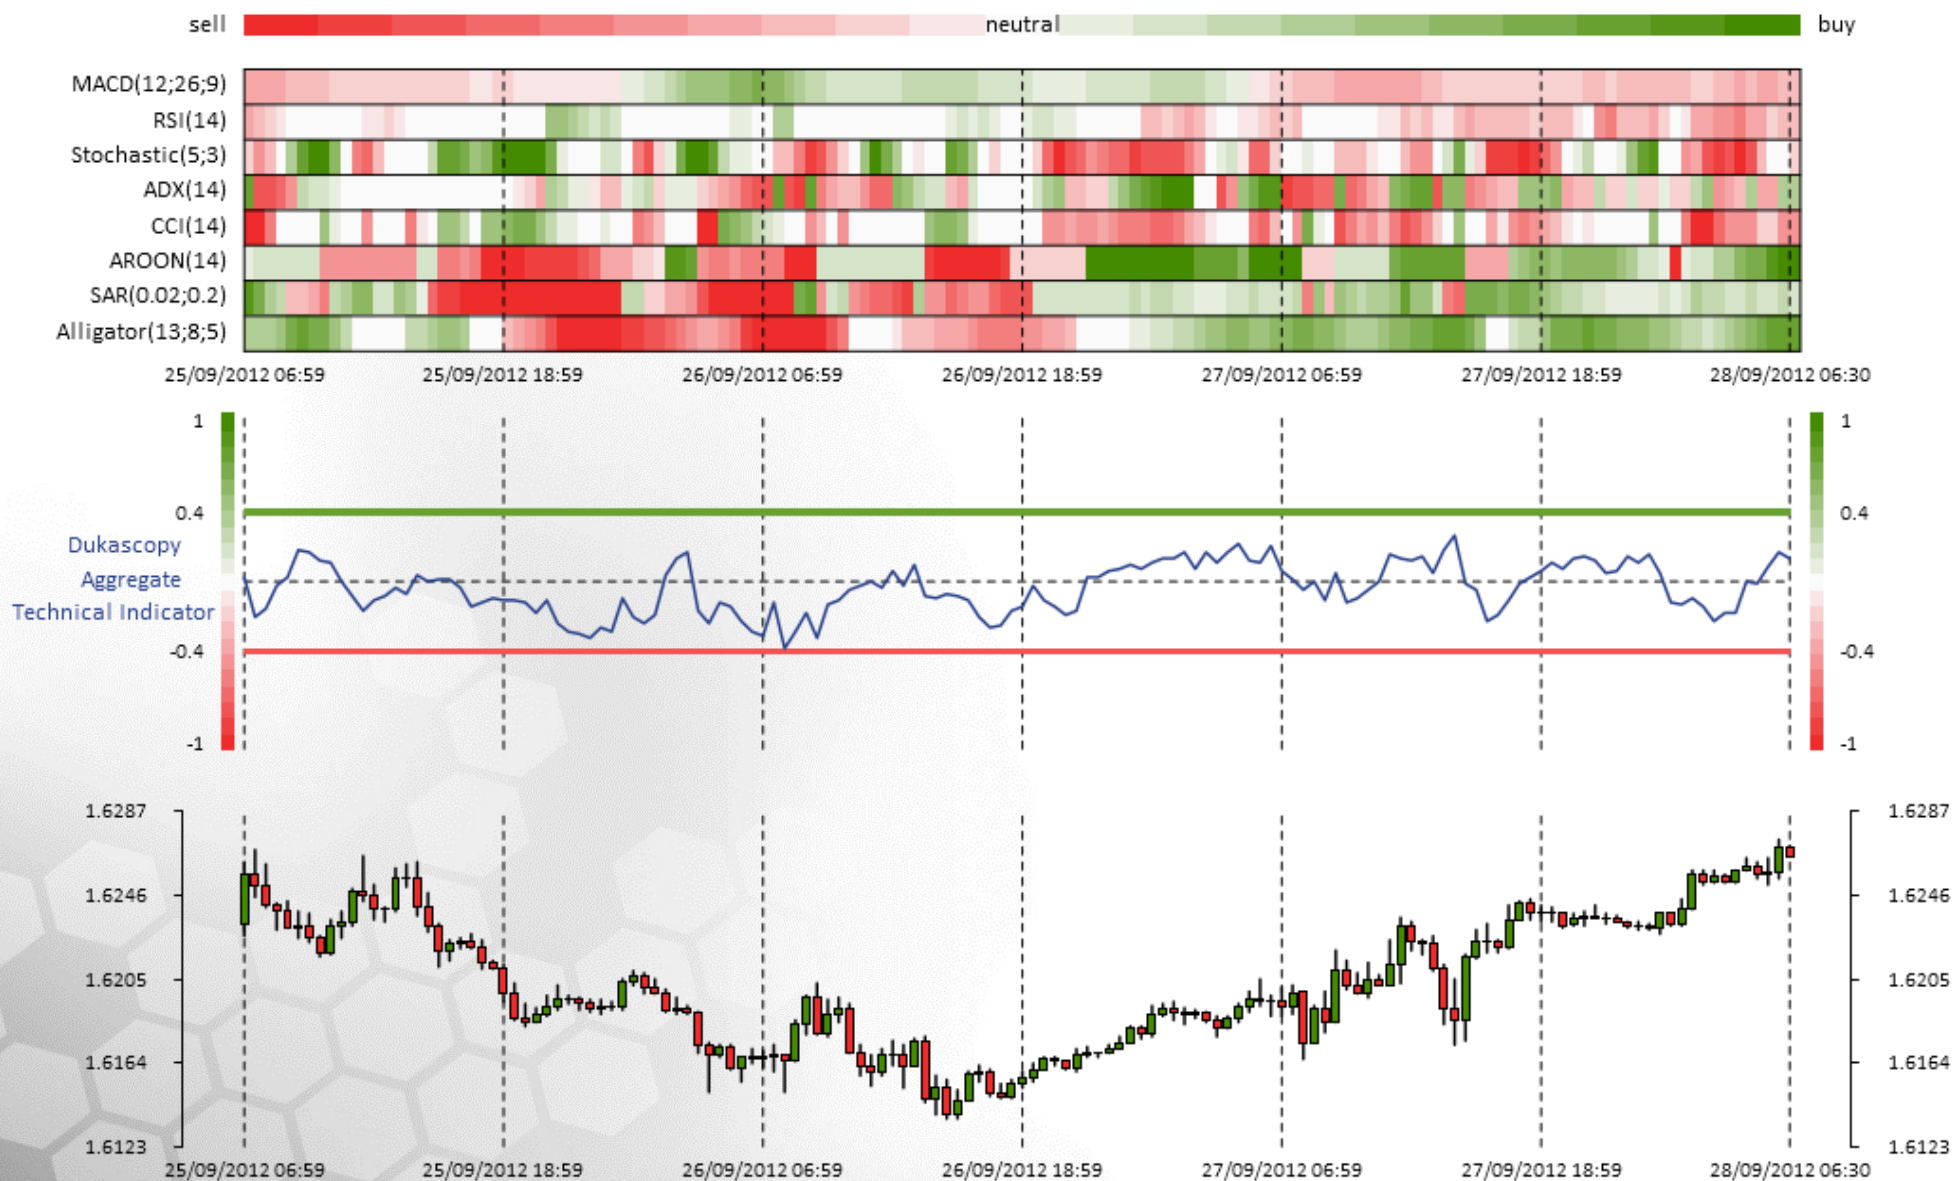 sell neutral buy
MACD(12;26;9)
RSI(14)
Stochastic(5;3)
ADX(14)
CCI(14)
AROON(14)
SAR(0.02;0.2)
Alligator(13;8;5)
25/09/2012 06:59 25/09/2012 18:59 26/09/2012 06:59 26/09/2012 18:59 27/09/2012 06:59 27/09/2012 18:59 28/09/2012 06:30
1 1
0.4 0.4
Dukascopy
Aggregate
Technical Indicator
-0.4 -0.4
-1 -1
1.6287 1.6287
1.6246 1.6246
1.6205 1.6205
1.6164 1.6164
1.6123 1.6123
25/09/2012 06:59 25/09/2012 18:59 26/09/2012 06:59 26/09/2012 18:59 27/09/2012 06:59 27/09/2012 18:59 28/09/2012 06:30